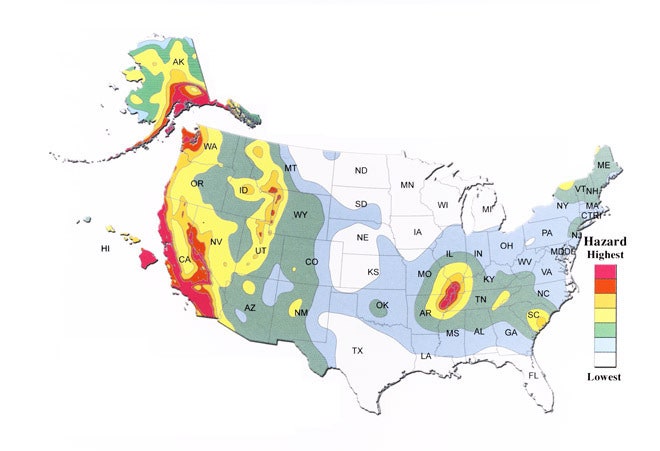 AK
WA
MT
ND
MN
ME
OR
ID
WY
SD
WI
MI
VT
NH
NY
MA
CT
RI
NV
UT
NE
IA
PA
NJ
HI
CA
CO
KS
MO
IL
IN
OH
WV
MD
DE
VA
KY
AZ
NM
OK
AR
TN
NC
SC
TX
LA
MS
AL
GA
FL
Hazard
Highest
Lowest